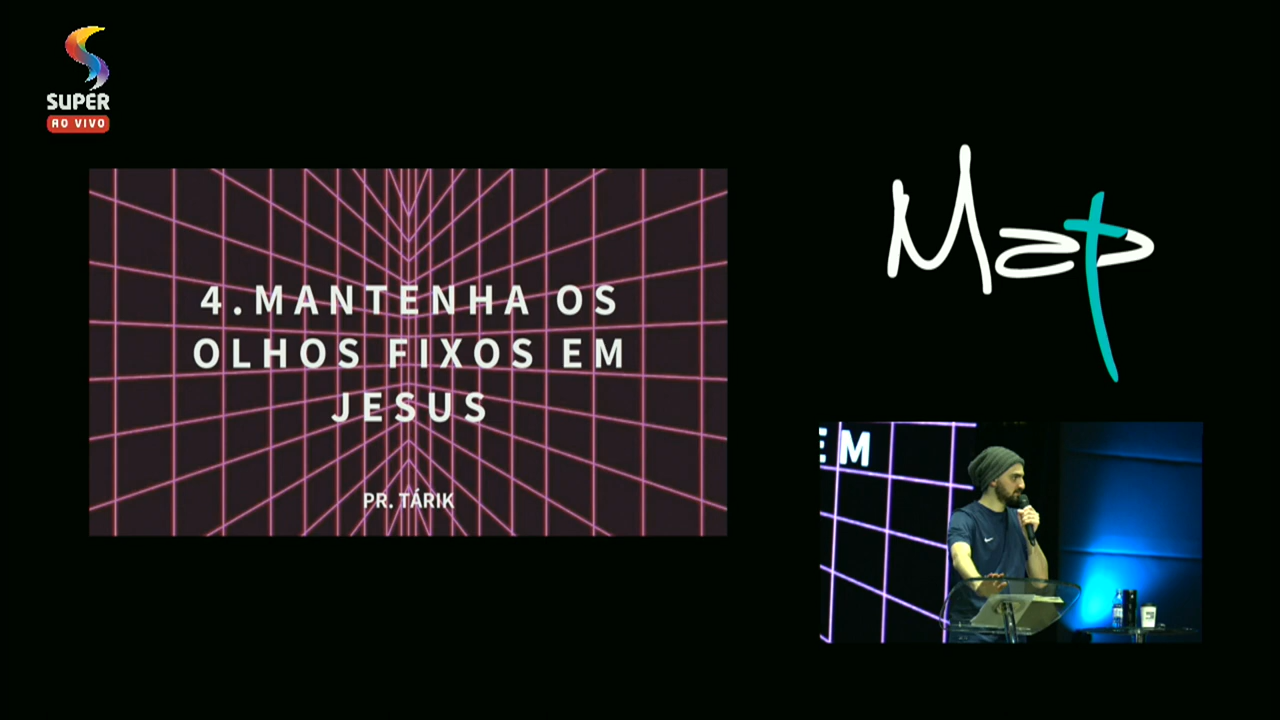 SUPER
AO VIVO
Map
4.MANTENHA OS
OLHOS FIXOS EM
JESUS
PR. TÁRIK
EM